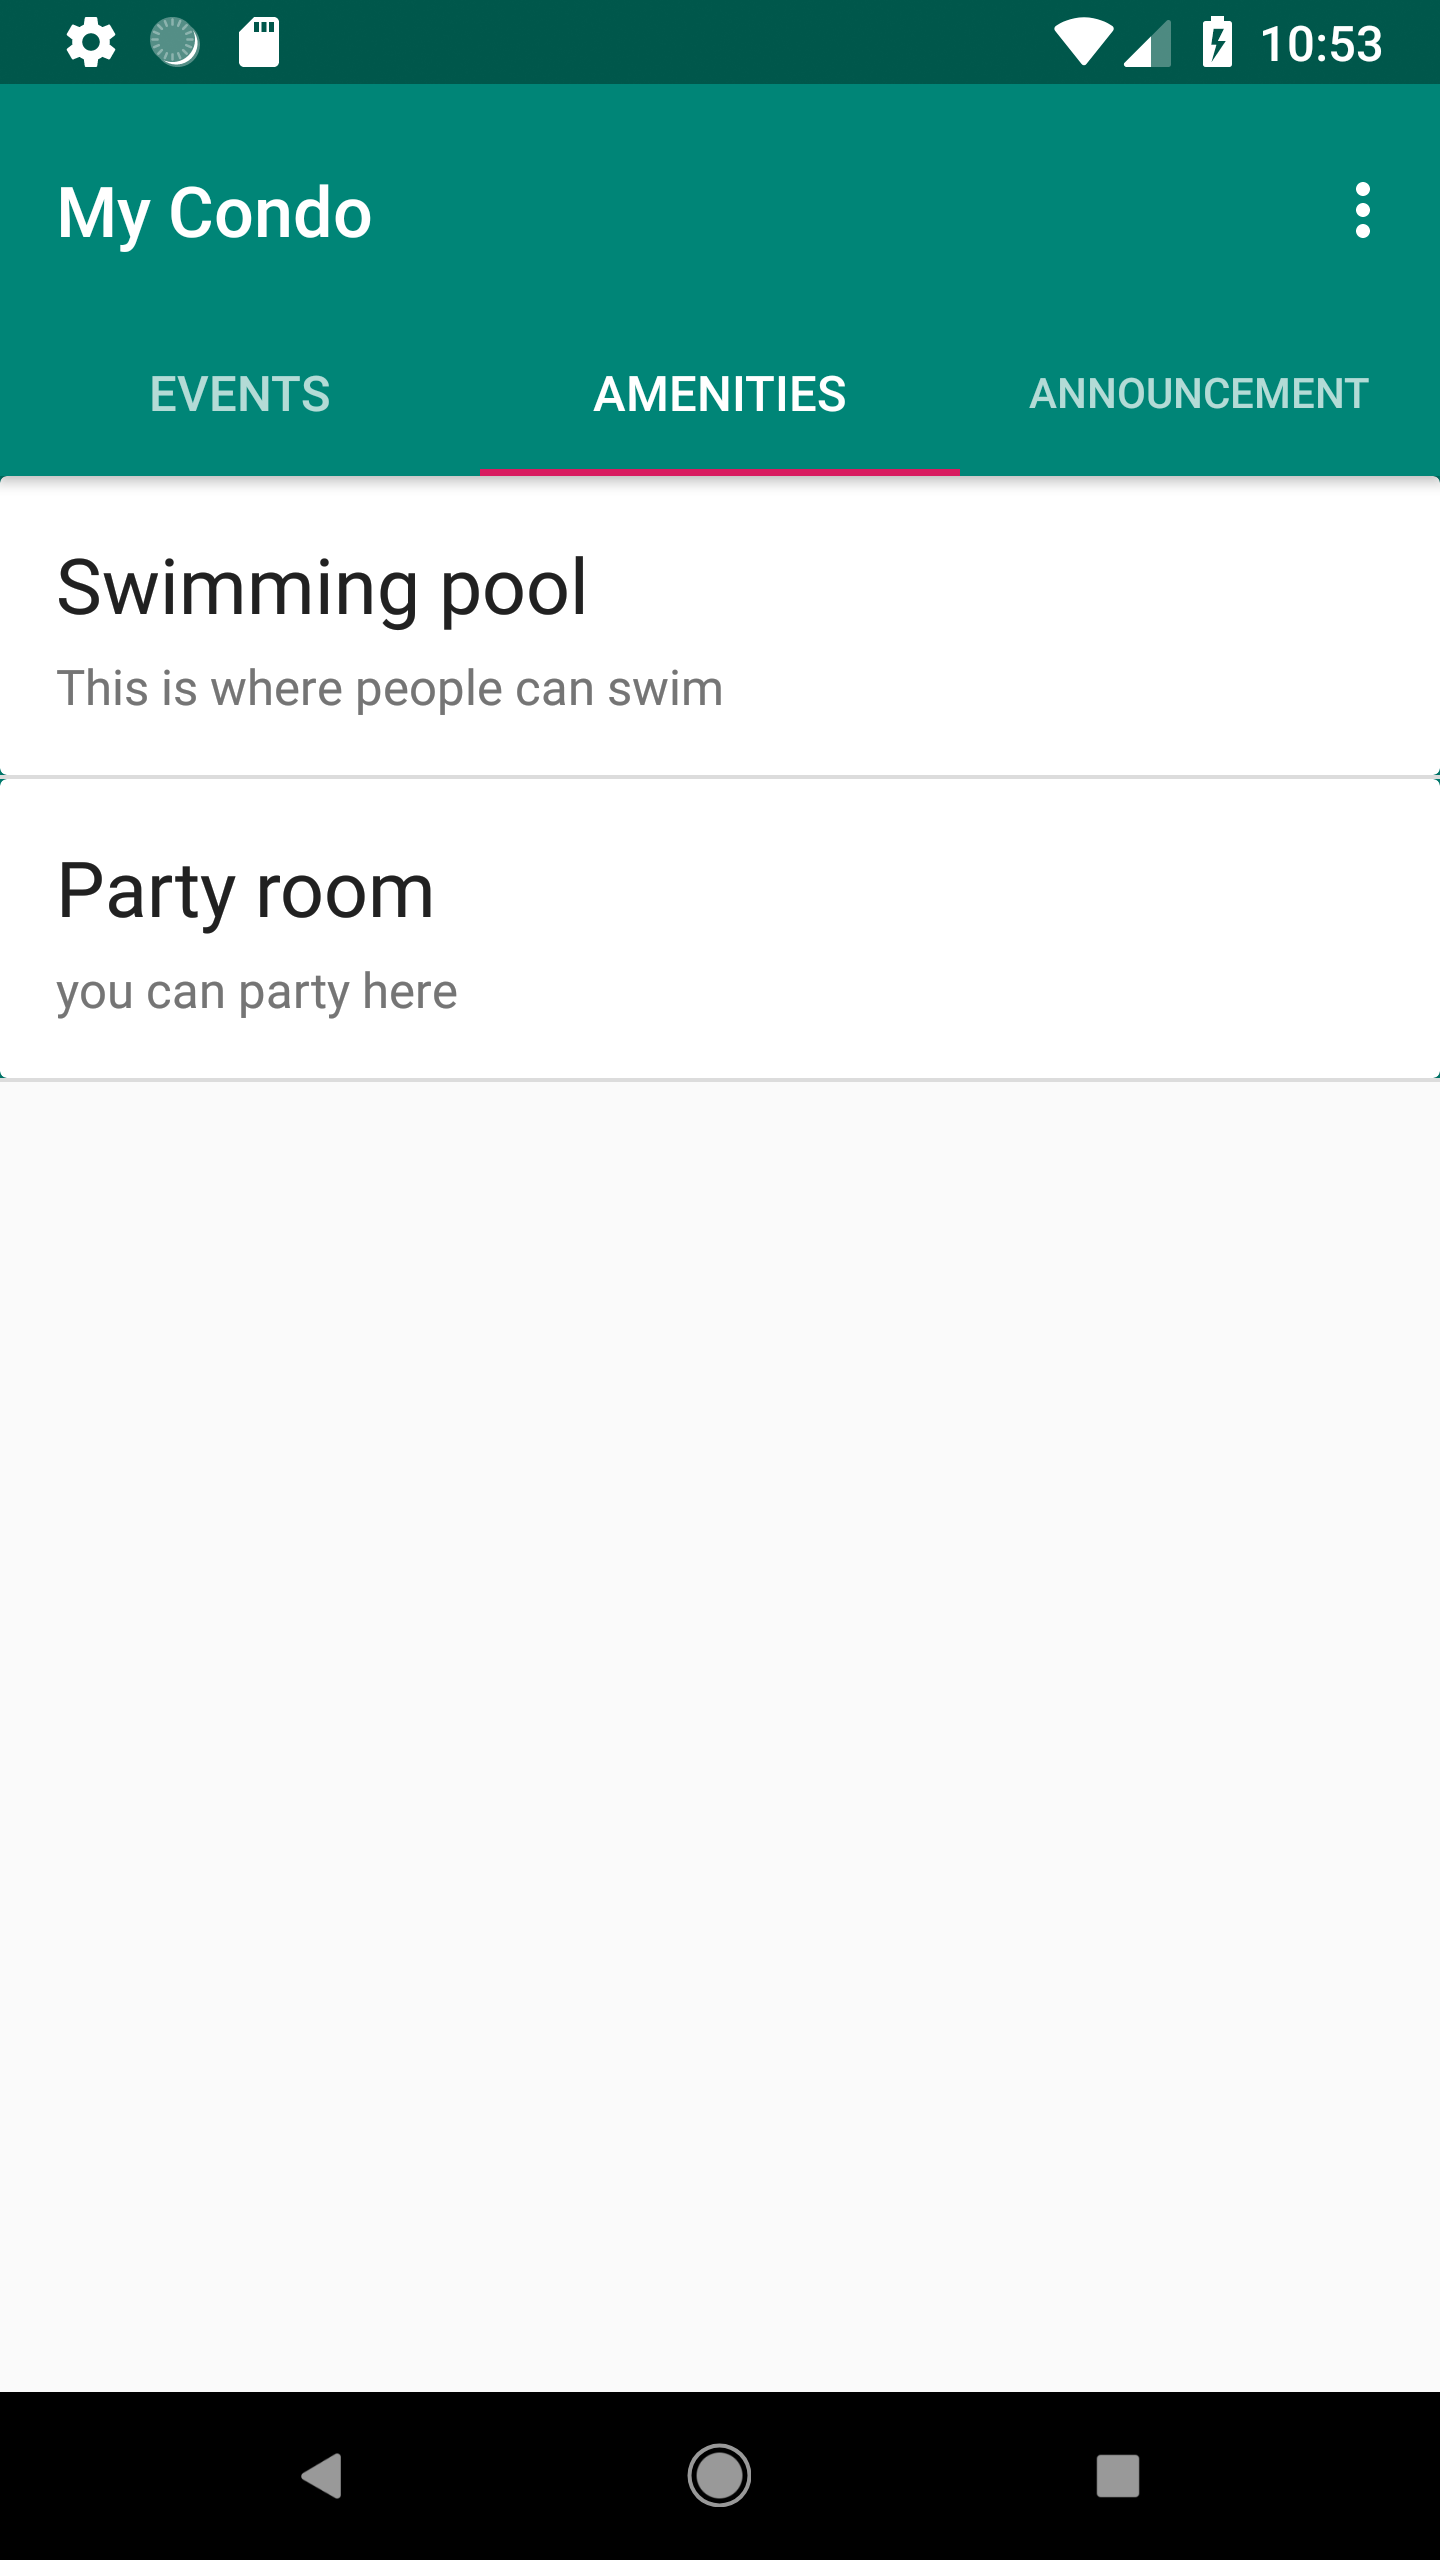 10:53
My Condo
EVENTS AMENITIES ANNOUNCEMENT
Swimming pool
This is where people can swim
Party room
you can party here